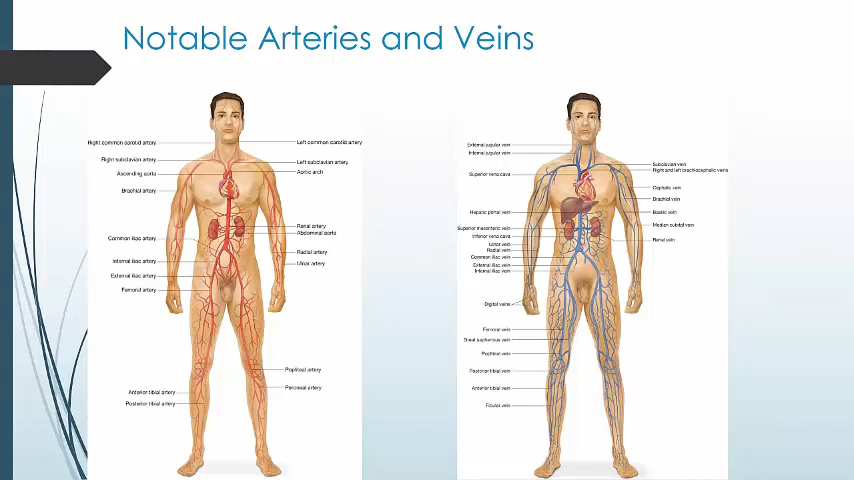 Notable Arteries and Veins
Right common carotid artery
Right subclavian artery
Ascending aorta
Brachial artery
Common iliac artery
Internal iliac artery
External iliac artery
Femoral artery
Anterior tibial artery
Posterior tibial artery
Left common carotid artery
Left subclavian artery
Aortic arch
Renal artery
Abdominal aorta
Radial artery
Ulnar artery
Popliteal artery
Peroneal artery
External jugular vein
Internal jugular vein
Superior vena cava
Hepatic portal vein
Superior mesenteric vein
Inferior vena cava
Ulnar vein
Radial vein
Common iliac vein
External iliac vein
Internal iliac vein
Digital veins
Femoral vein
Great saphenous vein
Popliteal vein
Posterior tibial vein
Anterior tibial vein
Fibular vein
Subclavian vein
Right and left brachiocephalic veins
Cephalic vein
Brachial vein
Basilic vein
Median cubital vein
Renal vein